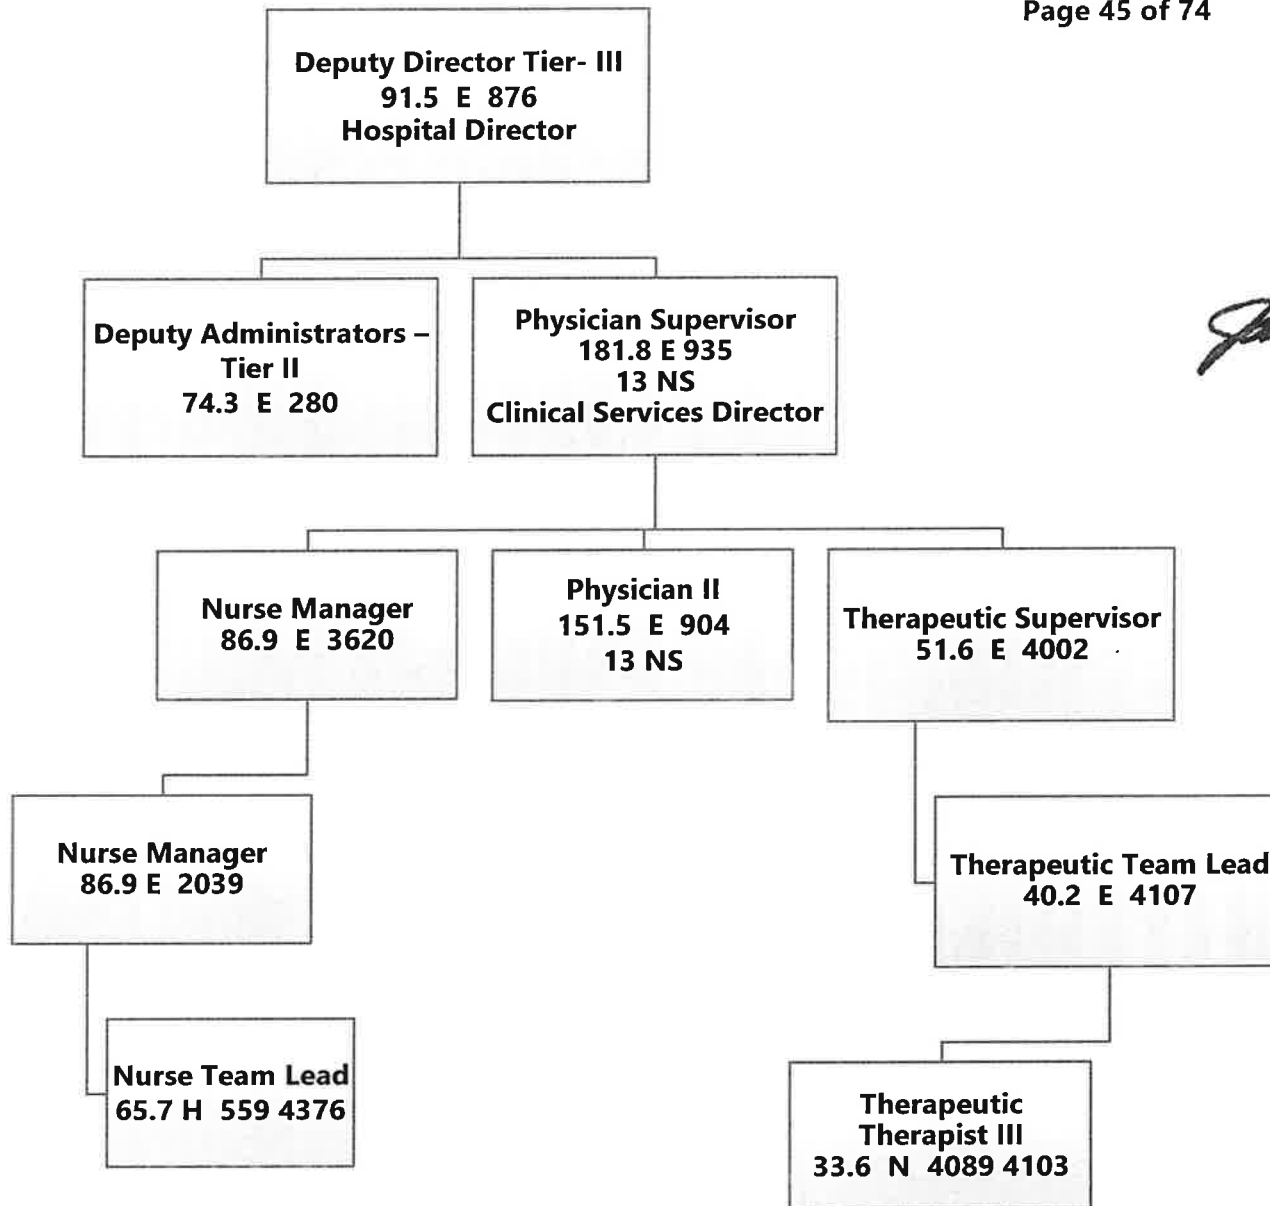 Page 45 of 74
Deputy Director Tier- III
91.5 E 876
Hospital Director
Deputy Administrators –
Tier II
74.3 E 280
Physician Supervisor
181.8 E 935
13 NS
Clinical Services Director
Nurse Manager
86.9 E 3620
Physician II
151.5 E 904
13 NS
Therapeutic Supervisor
51.6 E 4002
Nurse Manager
86.9 E 2039
Therapeutic Team Lead
40.2 E 4107
Nurse Team Lead
65.7 H 559 4376
Therapeutic
Therapist III
33.6 N 4089 4103